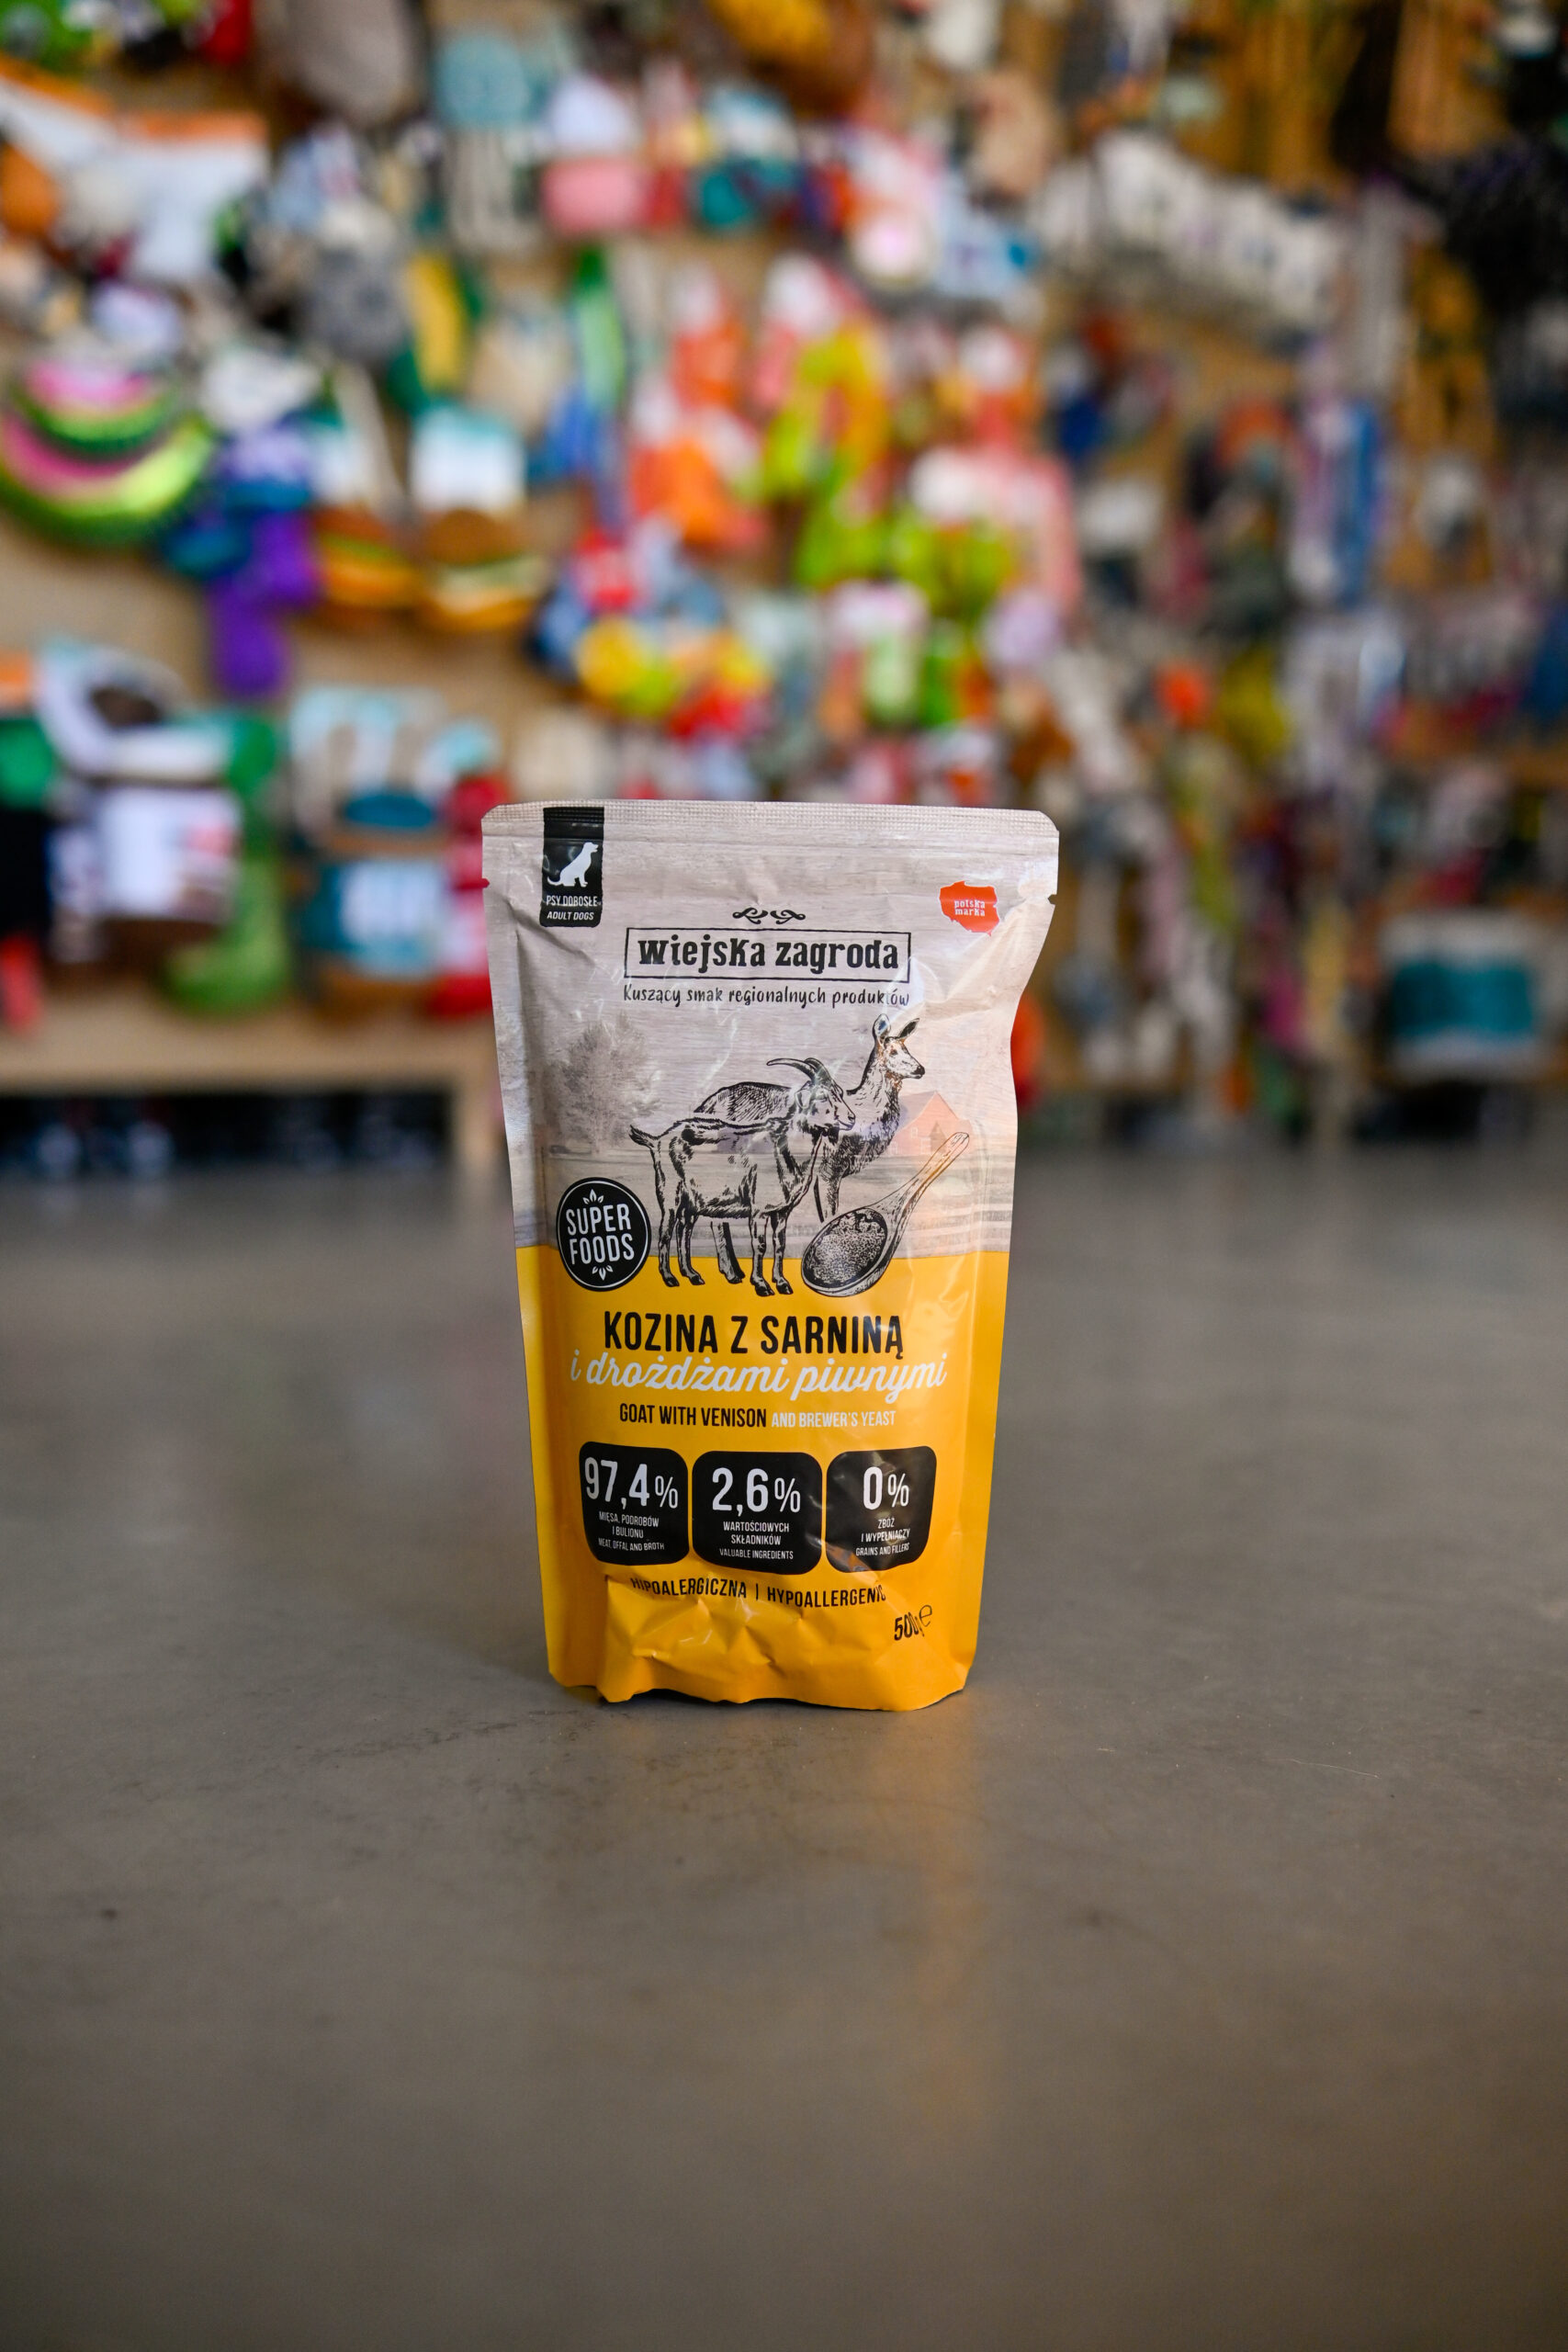 PSY DOROSŁE
ADULT DOGS
polska
marka
wiejska zagroda
Kuszący smak regionalnych produktów
SUPER
FOODS
KOZINA Z SARNINĄ
i drożdżami piwnymi
GOAT WITH VENISON AND BREWER'S YEAST
97,4%
MIĘSA, PODROBÓW
I BULIONU
MEAT, OFFAL AND BROTH
2,6%
WARTOŚCIOWYCH
SKŁADNIKÓW
VALUABLE INGREDIENTS
0%
ZBÓŻ
I WYPEŁNIACZY
GRAINS AND FILLERS
HIPOALERGICZNA | HYPOALLERGENIC
500g e